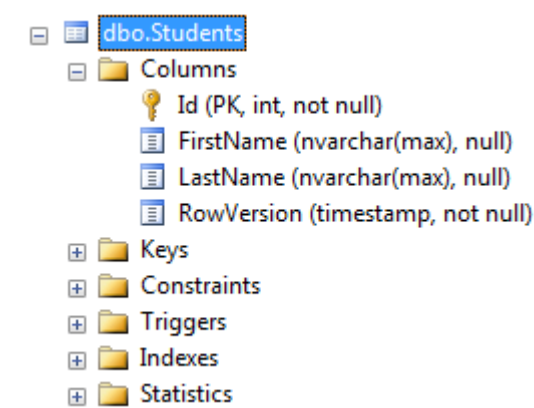 dbo.Students
Columns
Id (PK, int, not null)
FirstName (nvarchar(max), null)
LastName (nvarchar(max), null)
RowVersion (timestamp, not null)
Keys
Constraints
Triggers
Indexes
Statistics